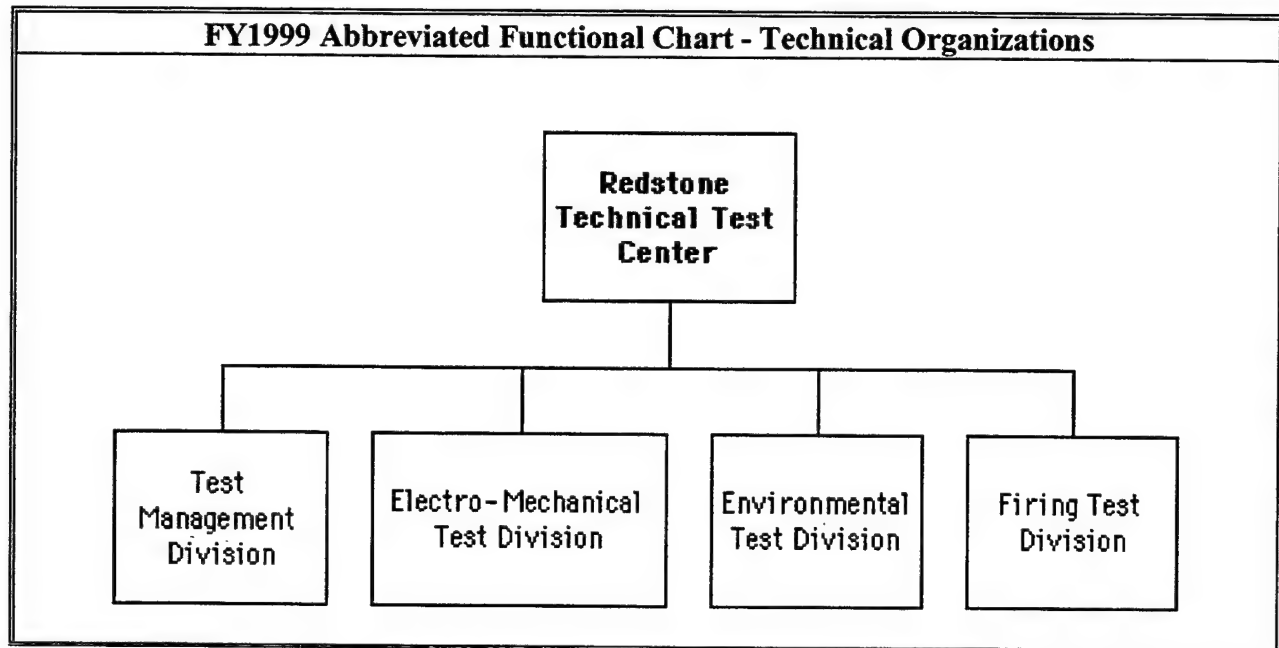 FY1999 Abbreviated Functional Chart - Technical Organizations
Redstone
Technical Test
Center
Test
Management
Division
Electro-Mechanical
Test Division
Environmental
Test Division
Firing Test
Division